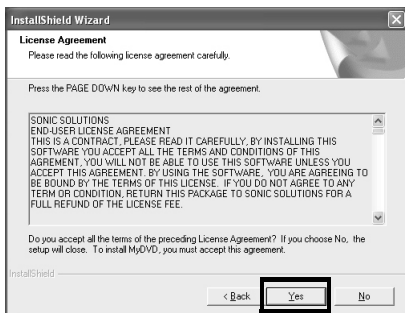 InstallShield Wizard
License Agreement
Please read the following license agreement carefully.
Press the PAGE DOWN key to see the rest of the agreement.
SONIC SOLUTIONS
END-USER LICENSE AGREEMENT
THIS IS A CONTRACT, PLEASE READ IT CAREFULLY, BY INSTALLING THIS
SOFTWARE YOU ACCEPT ALL THE TERMS AND CONDITIONS OF THIS
AGREMENT, YOU WILL NOT BE ABLE TO USE THIS SOFTWARE UNLESS YOU
ACCEPT THIS AGREEMENT. BY USING THE SOFTWARE, YOU ARE AGREEING TO
BE BOUND BY THE TERMS OF THIS LICENSE. IF YOU DO NOT AGREE TO ANY
TERM OR CONDITION, RETURN THIS PACKAGE TO SONIC SOLUTIONS FOR A
FULL REFUND OF THE LICENSE FEE.
Do you accept all the terms of the preceding License Agreement? If you choose No, the
setup will close. To install MyDVD, you must accept this agreement.
InstallShield
< Back Yes No